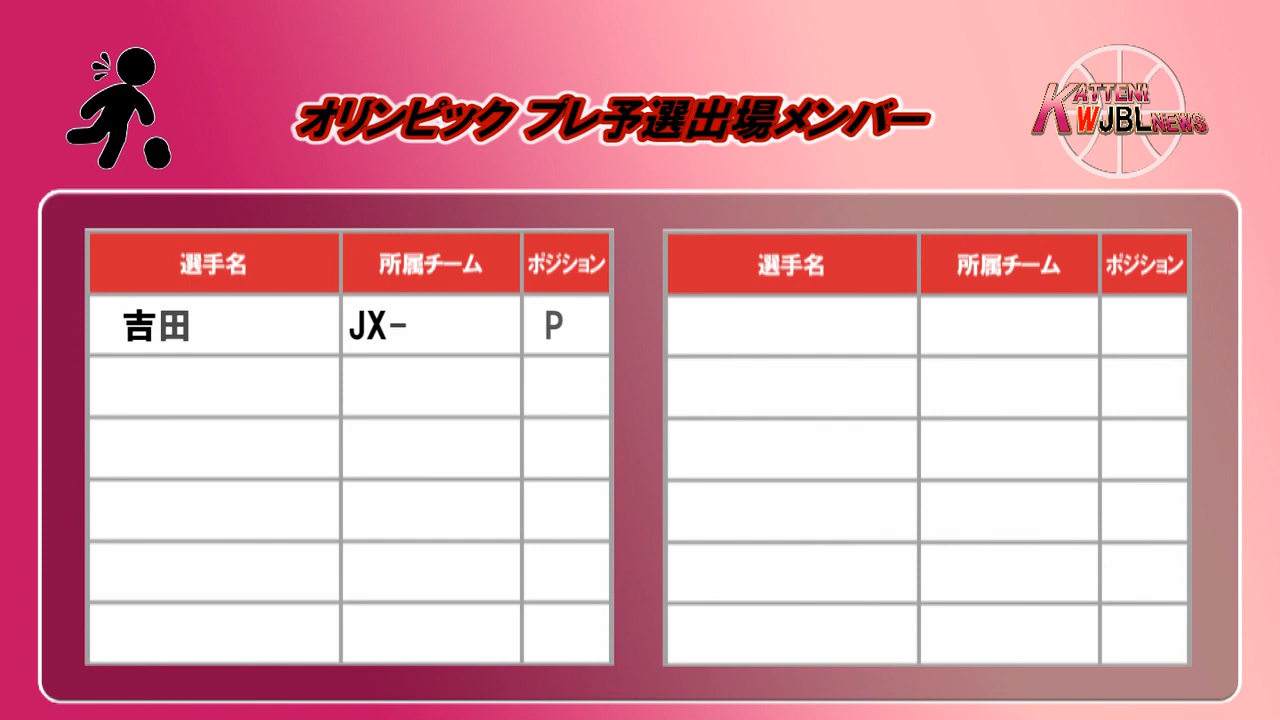 オリンピック プレ予選出場メンバー
KATTENI
WJBL NEWS
選手名 所属チーム ポジション
吉田 JX- P
選手名 所属チーム ポジション